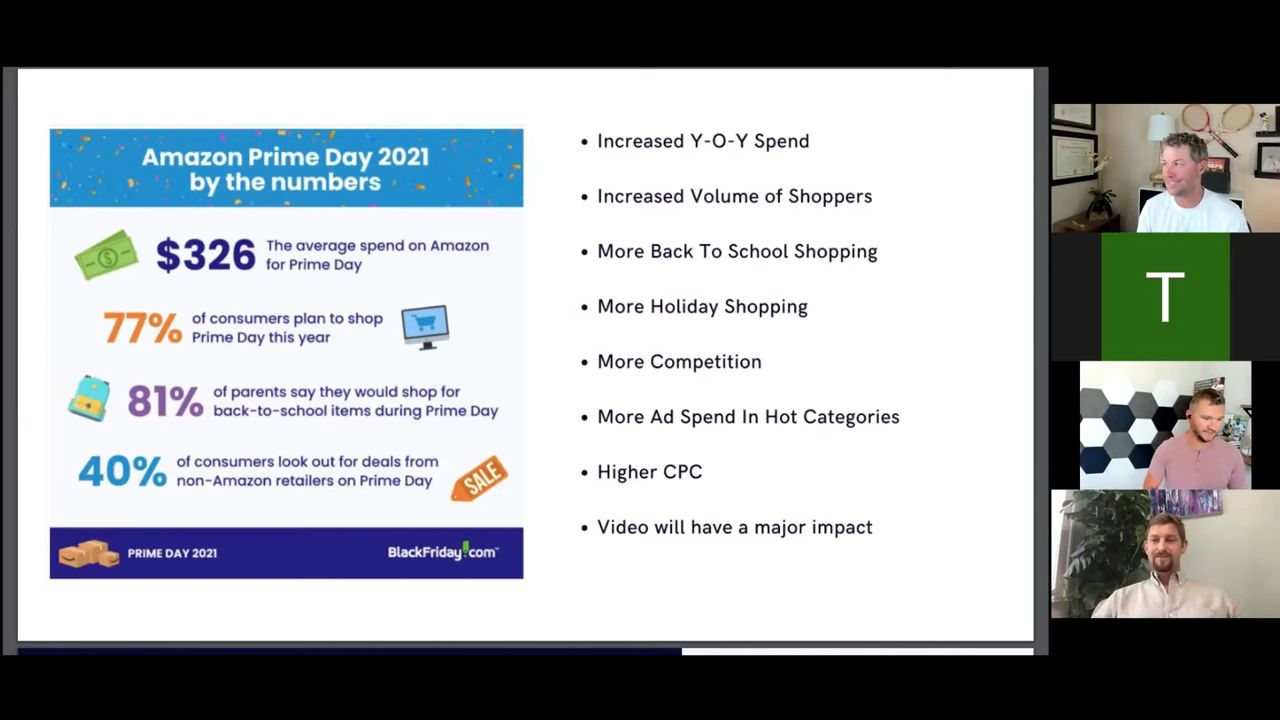 Amazon Prime Day 2021
by the numbers
$326 The average spend on Amazon
for Prime Day
77% of consumers plan to shop
Prime Day this year
81% of parents say they would shop for
back-to-school items during Prime Day
40% of consumers look out for deals from
non-Amazon retailers on Prime Day
SALE
PRIME DAY 2021
BlackFriday.com™
• Increased Y-O-Y Spend
• Increased Volume of Shoppers
• More Back To School Shopping
• More Holiday Shopping
• More Competition
• More Ad Spend In Hot Categories
• Higher CPC
• Video will have a major impact
T